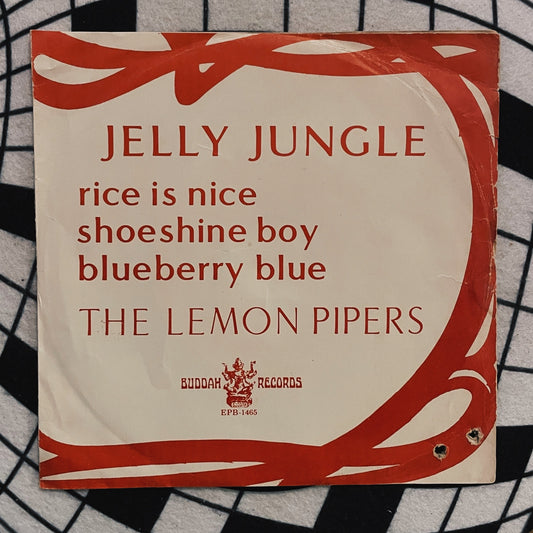 JELLY JUNGLE
rice is nice
shoeshine boy
blueberry blue
THE LEMON PIPERS
BUDDAH RECORDS
EPB-1465